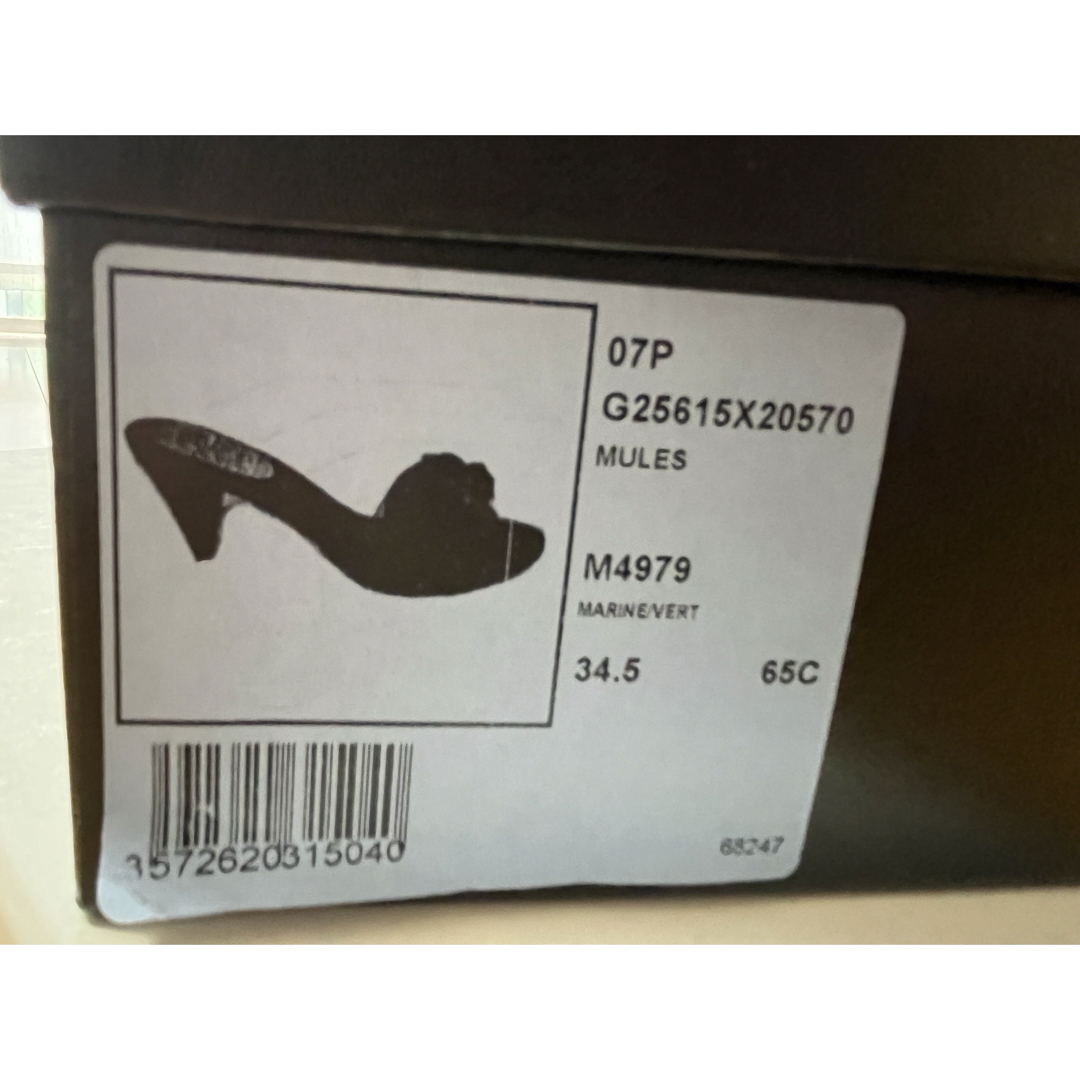 07P
G25615X20570
MULES
M4979
MARINE/VERT
34.5 65C
3572620315040
68247